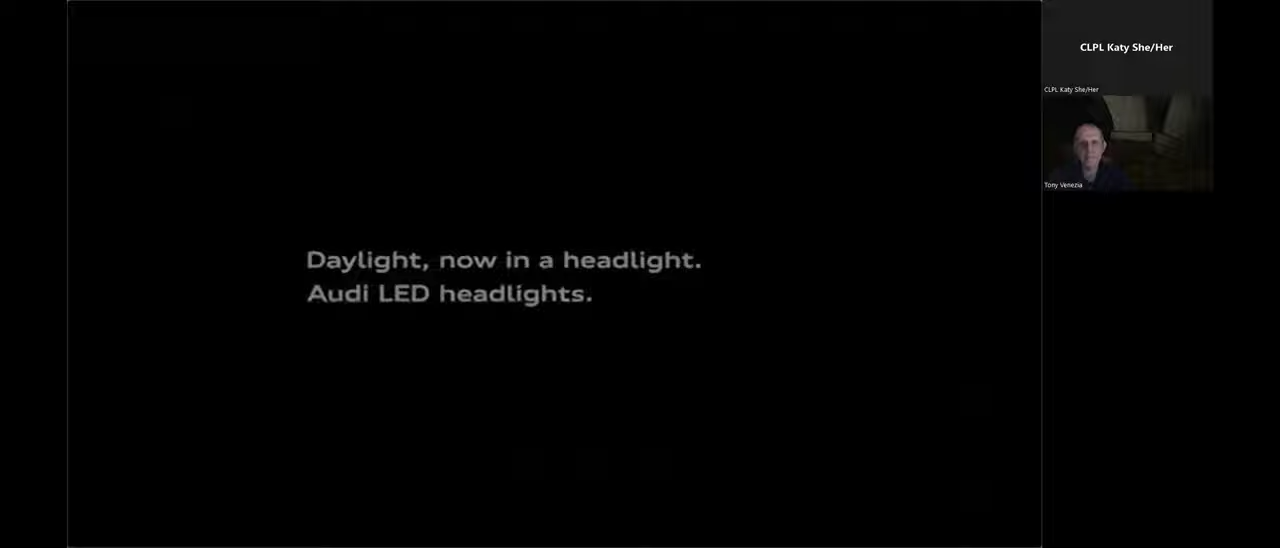 Daylight, now in a headlight.
Audi LED headlights.
CLPL Katy She/Her
CLPL Katy She/Her
Tony Venezia